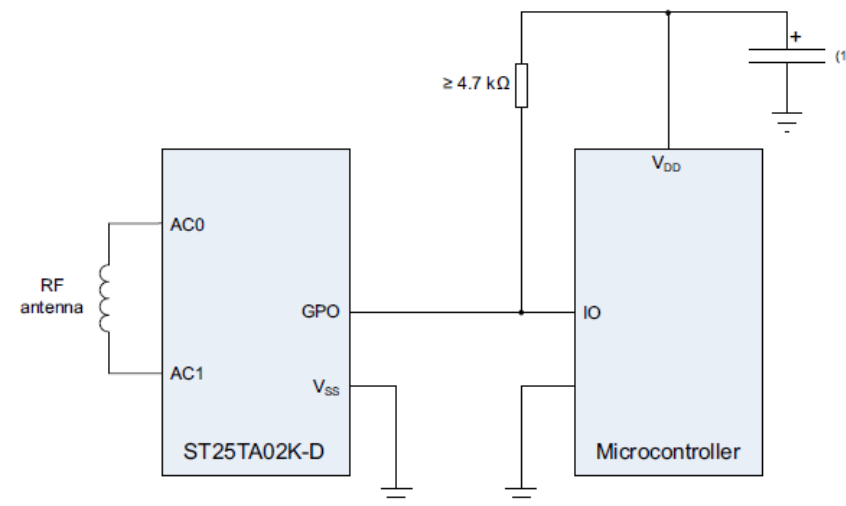 +
(1
≥ 4.7 kΩ
VDD
AC0
RF
antenna
GPO
IO
AC1
VSS
ST25TA02K-D
Microcontroller